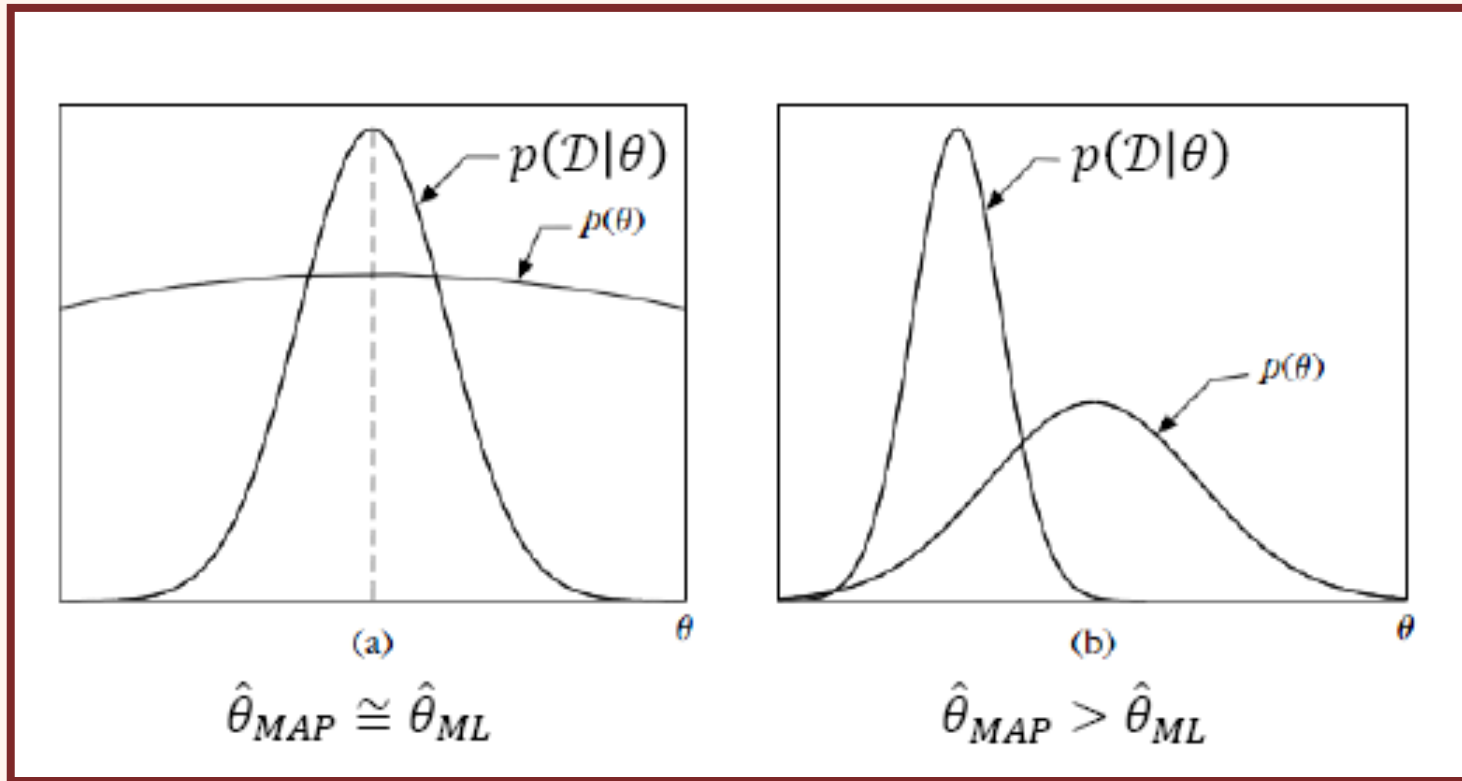 p(𝒟|θ)
p(θ)
θ
(a)
θ̂_MAP ≅ θ̂_ML
p(𝒟|θ)
p(θ)
θ
(b)
θ̂_MAP > θ̂_ML